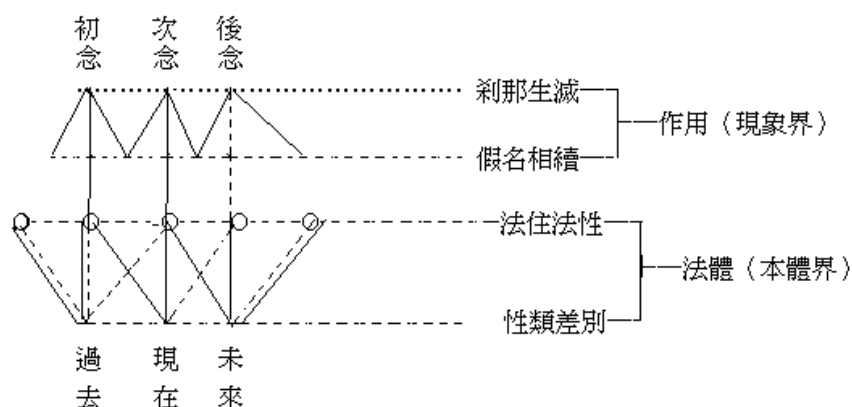 初念 次念 後念
剎那生滅
作用（現象界）
假名相續
法住法性
法體（本體界）
性類差別
過去 現在 未來